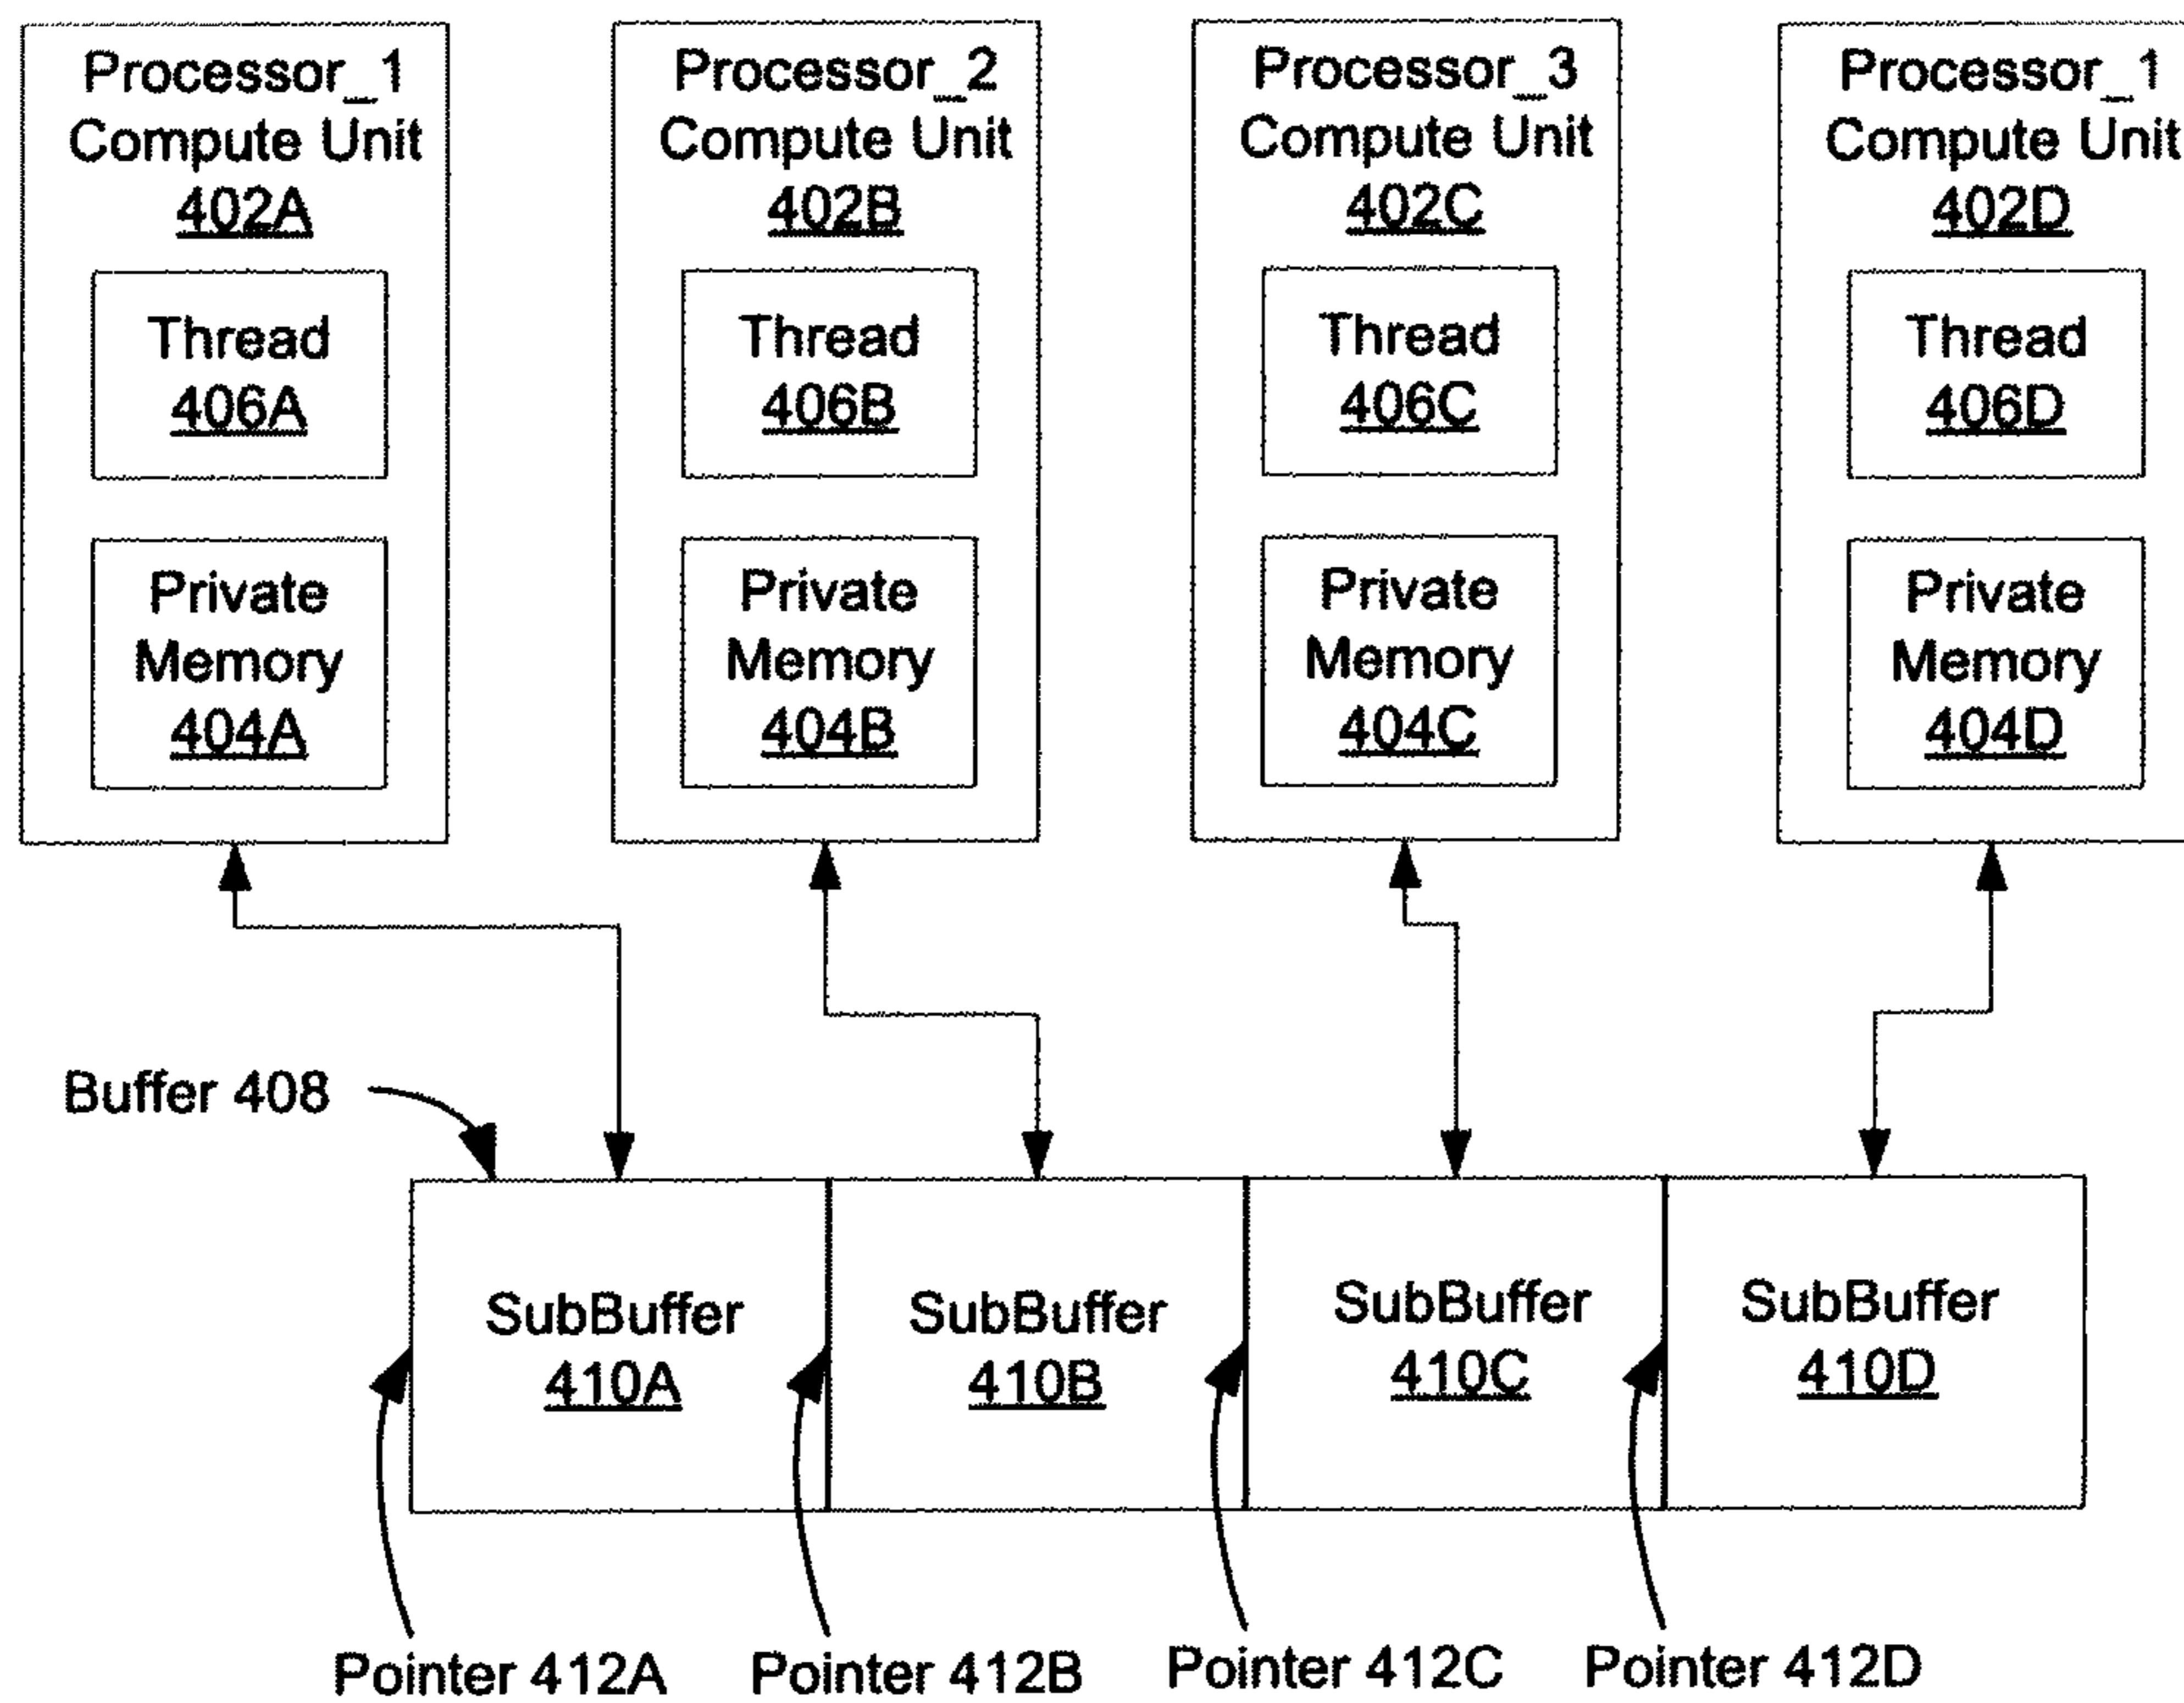 Processor_1
Compute Unit
402A
Thread
406A
Private
Memory
404A
Processor_2
Compute Unit
402B
Thread
406B
Private
Memory
404B
Processor_3
Compute Unit
402C
Thread
406C
Private
Memory
404C
Processor_1
Compute Unit
402D
Thread
406D
Private
Memory
404D
Buffer 408
SubBuffer
410A
SubBuffer
410B
SubBuffer
410C
SubBuffer
410D
Pointer 412A
Pointer 412B
Pointer 412C
Pointer 412D